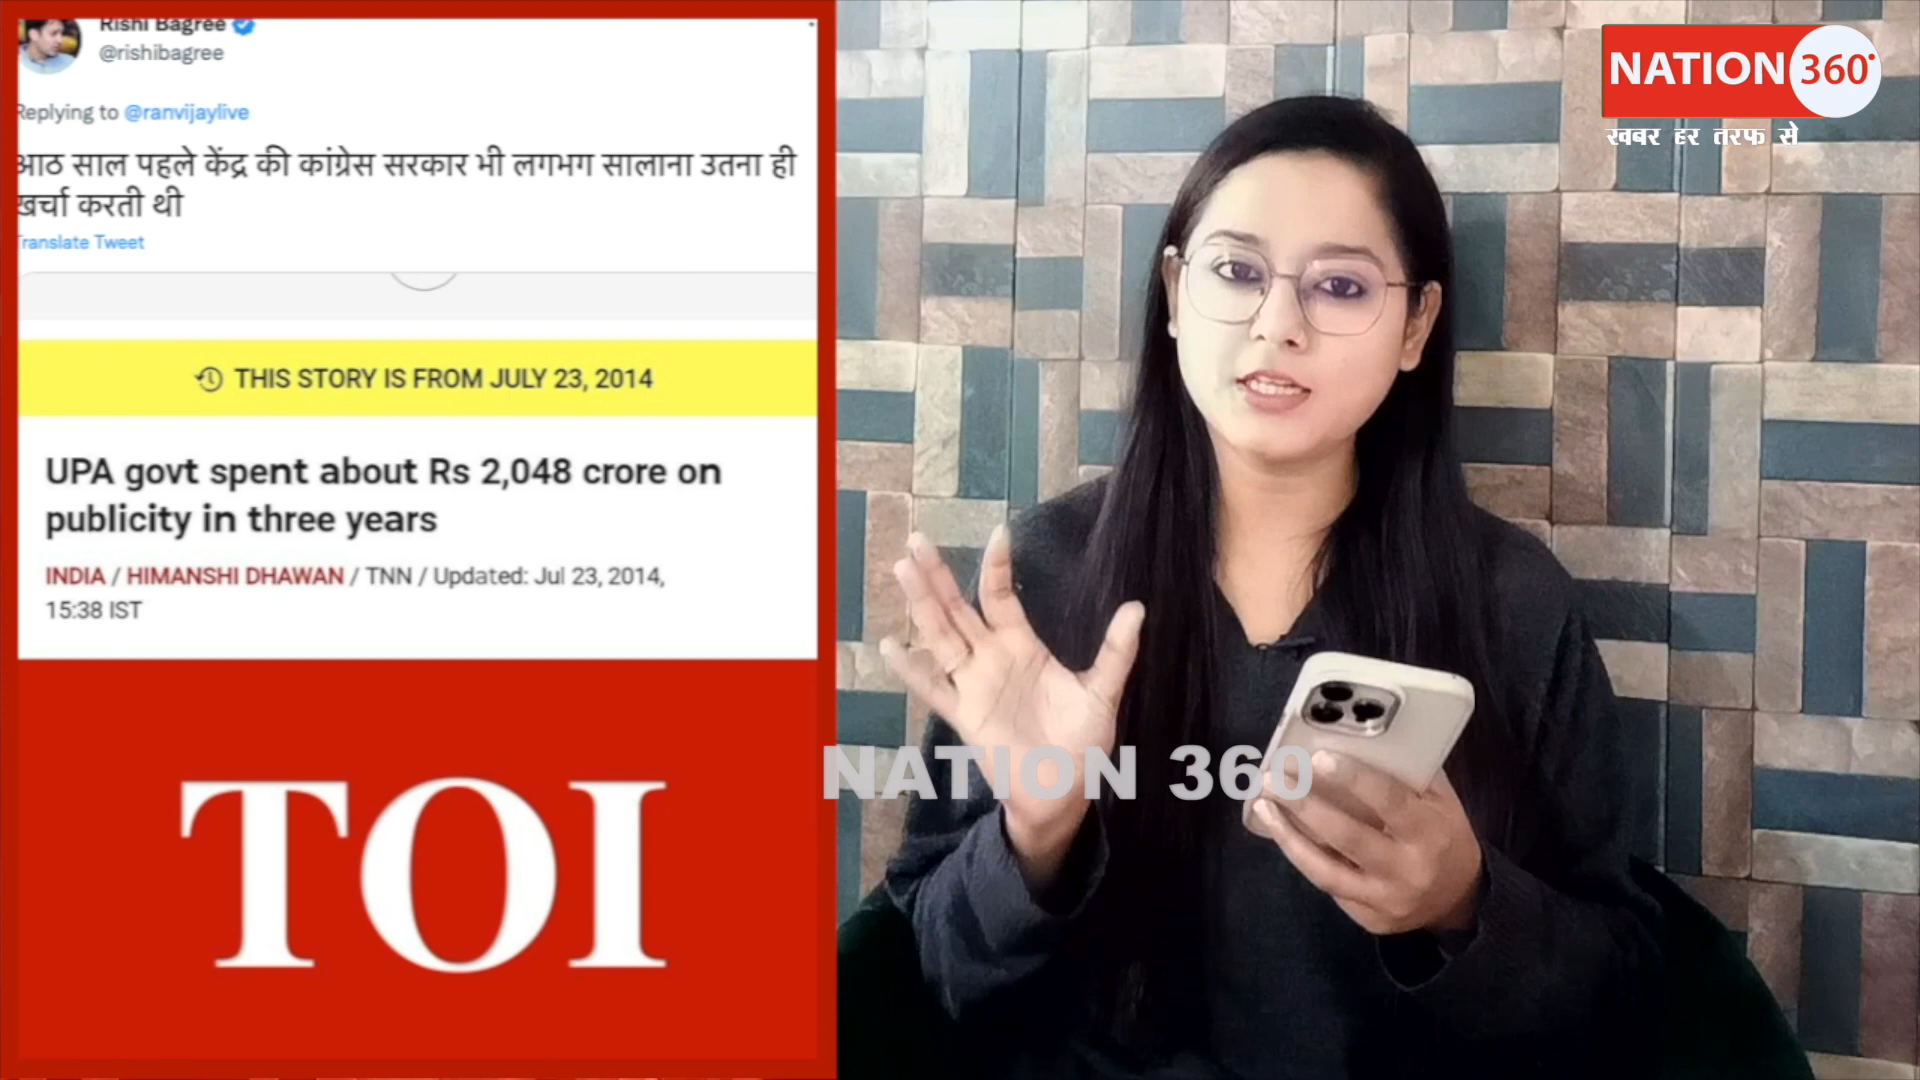 Rishi Bagree
@rishibagree
Replying to @ranvijaylive
आठ साल पहले केंद्र की कांग्रेस सरकार भी लगभग सालाना उतना ही
खर्चा करती थी
Translate Tweet
THIS STORY IS FROM JULY 23, 2014
UPA govt spent about Rs 2,048 crore on
publicity in three years
INDIA / HIMANSHI DHAWAN / TNN / Updated: Jul 23, 2014,
15:38 IST
TOI
NATION 360°
खबर हर तरफ से
NATION 360